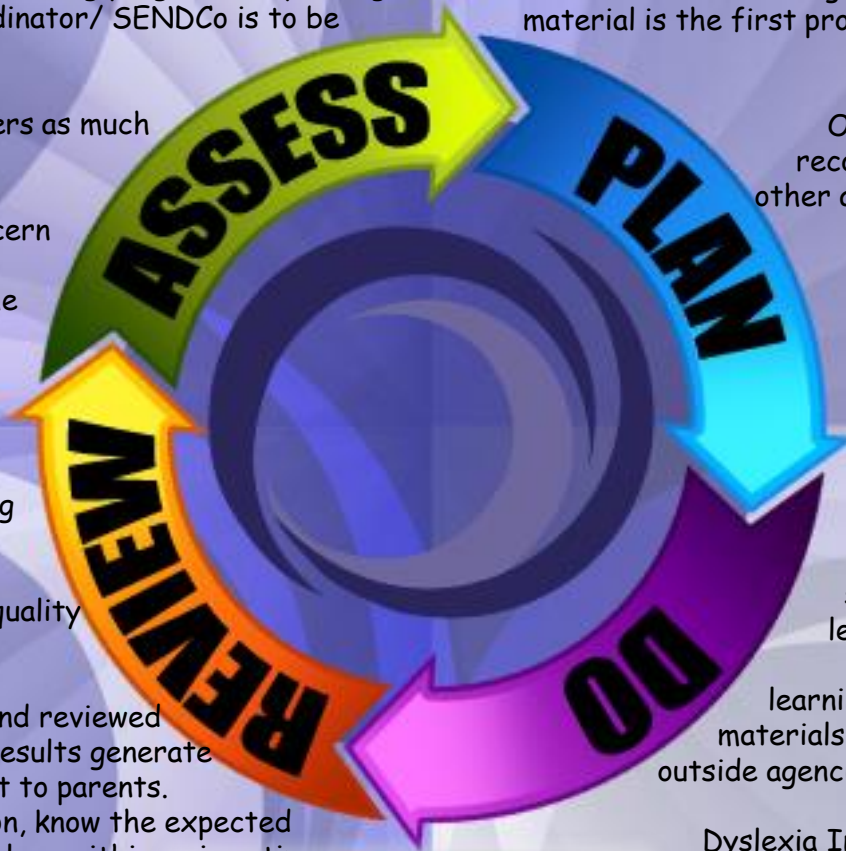 dinator/ SENDCo is to be
ers as much
cern
e
g
quality
nd reviewed
esults generate
t to parents.
on, know the expected
material is the first pro
O
reco
other
le
learni
materials
outside agenc
Dyslexia In
ASSESS
PLAN
DO
REVIEW